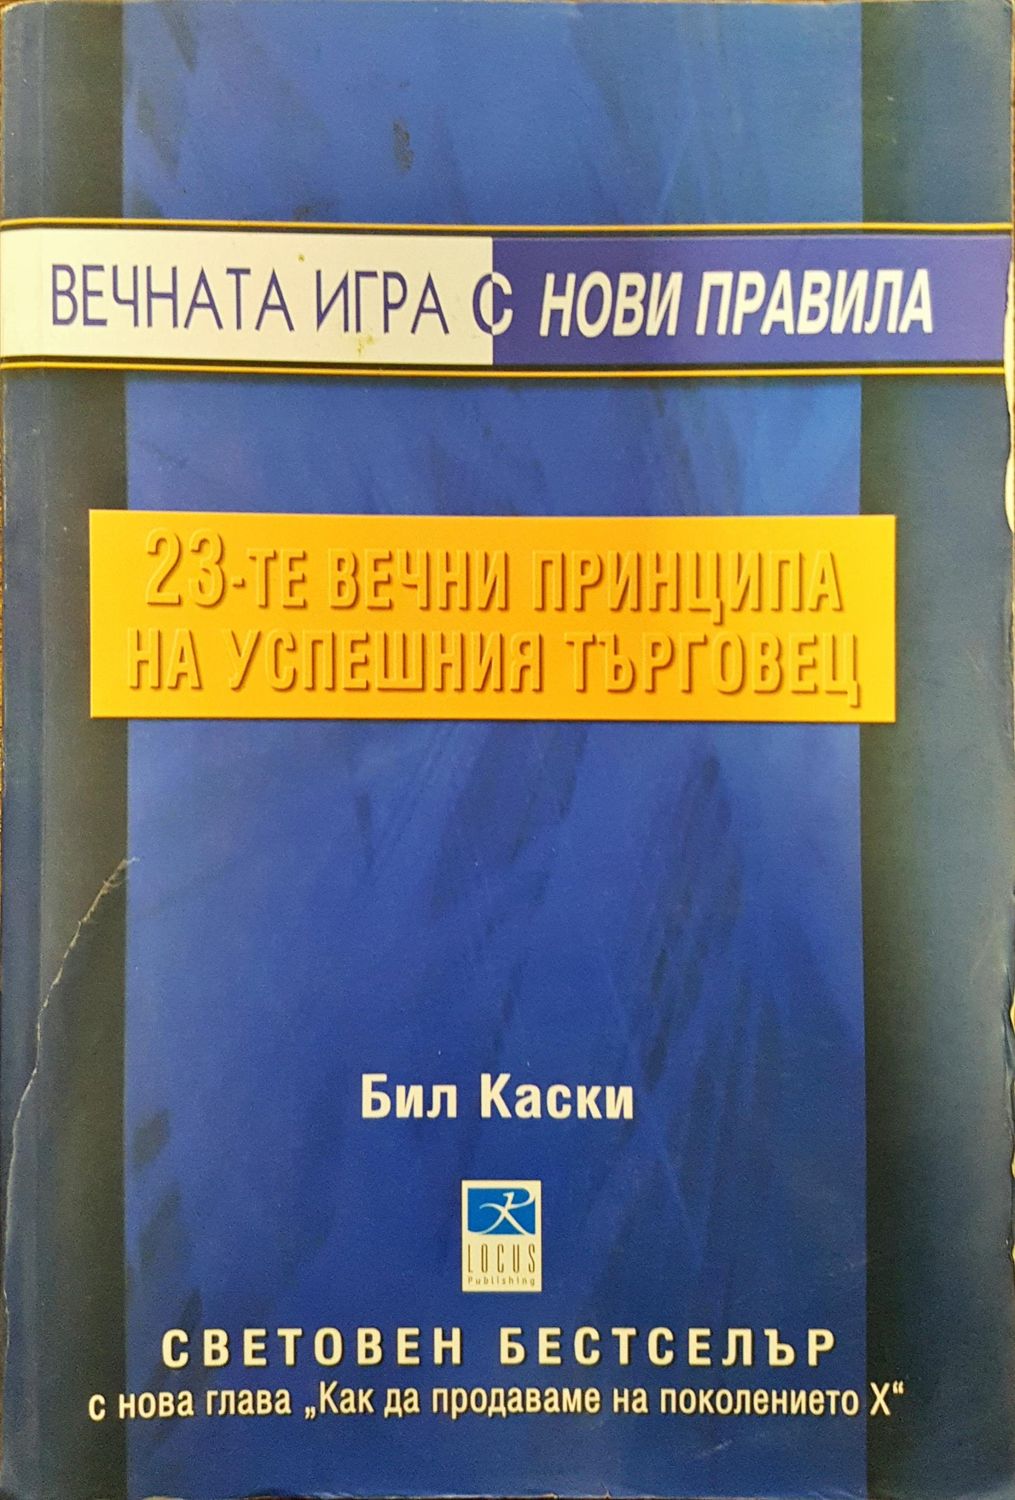 ВЕЧНАТА ИГРА С НОВИ ПРАВИЛА
23-ТЕ ВЕЧНИ ПРИНЦИПА
НА УСПЕШНИЯ ТЪРГОВЕЦ
Бил Каски
LOCUS
Publishing
СВЕТОВЕН БЕСТСЕЛЪР
с нова глава „Как да продаваме на поколението X“